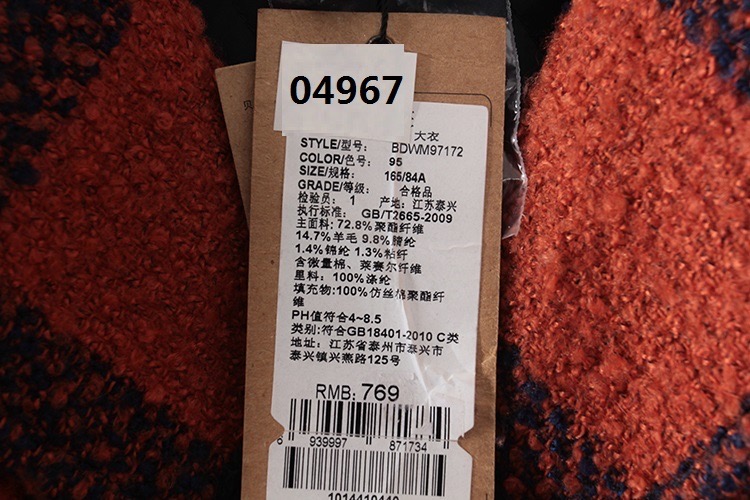 04967
贝
大衣
STYLE/型号: BDWM97172
COLOR/色号: 95
SIZE/规格: 165/84A
GRADE/等级: 合格品
检验员: 1 产地: 江苏泰兴
执行标准: GB/T2665-2009
主面料: 72.8%聚酯纤维
14.7%羊毛 9.8%腈纶
1.4%锦纶 1.3%粘纤
含微量棉、莱赛尔纤维
里料: 100%涤纶
填充物:100%仿丝棉聚酯纤
维
PH值符合4~8.5
类别:符合GB18401-2010 C类
地址: 江苏省泰州市泰兴市
泰兴镇兴燕路125号
RMB: 769
6 939997 871734